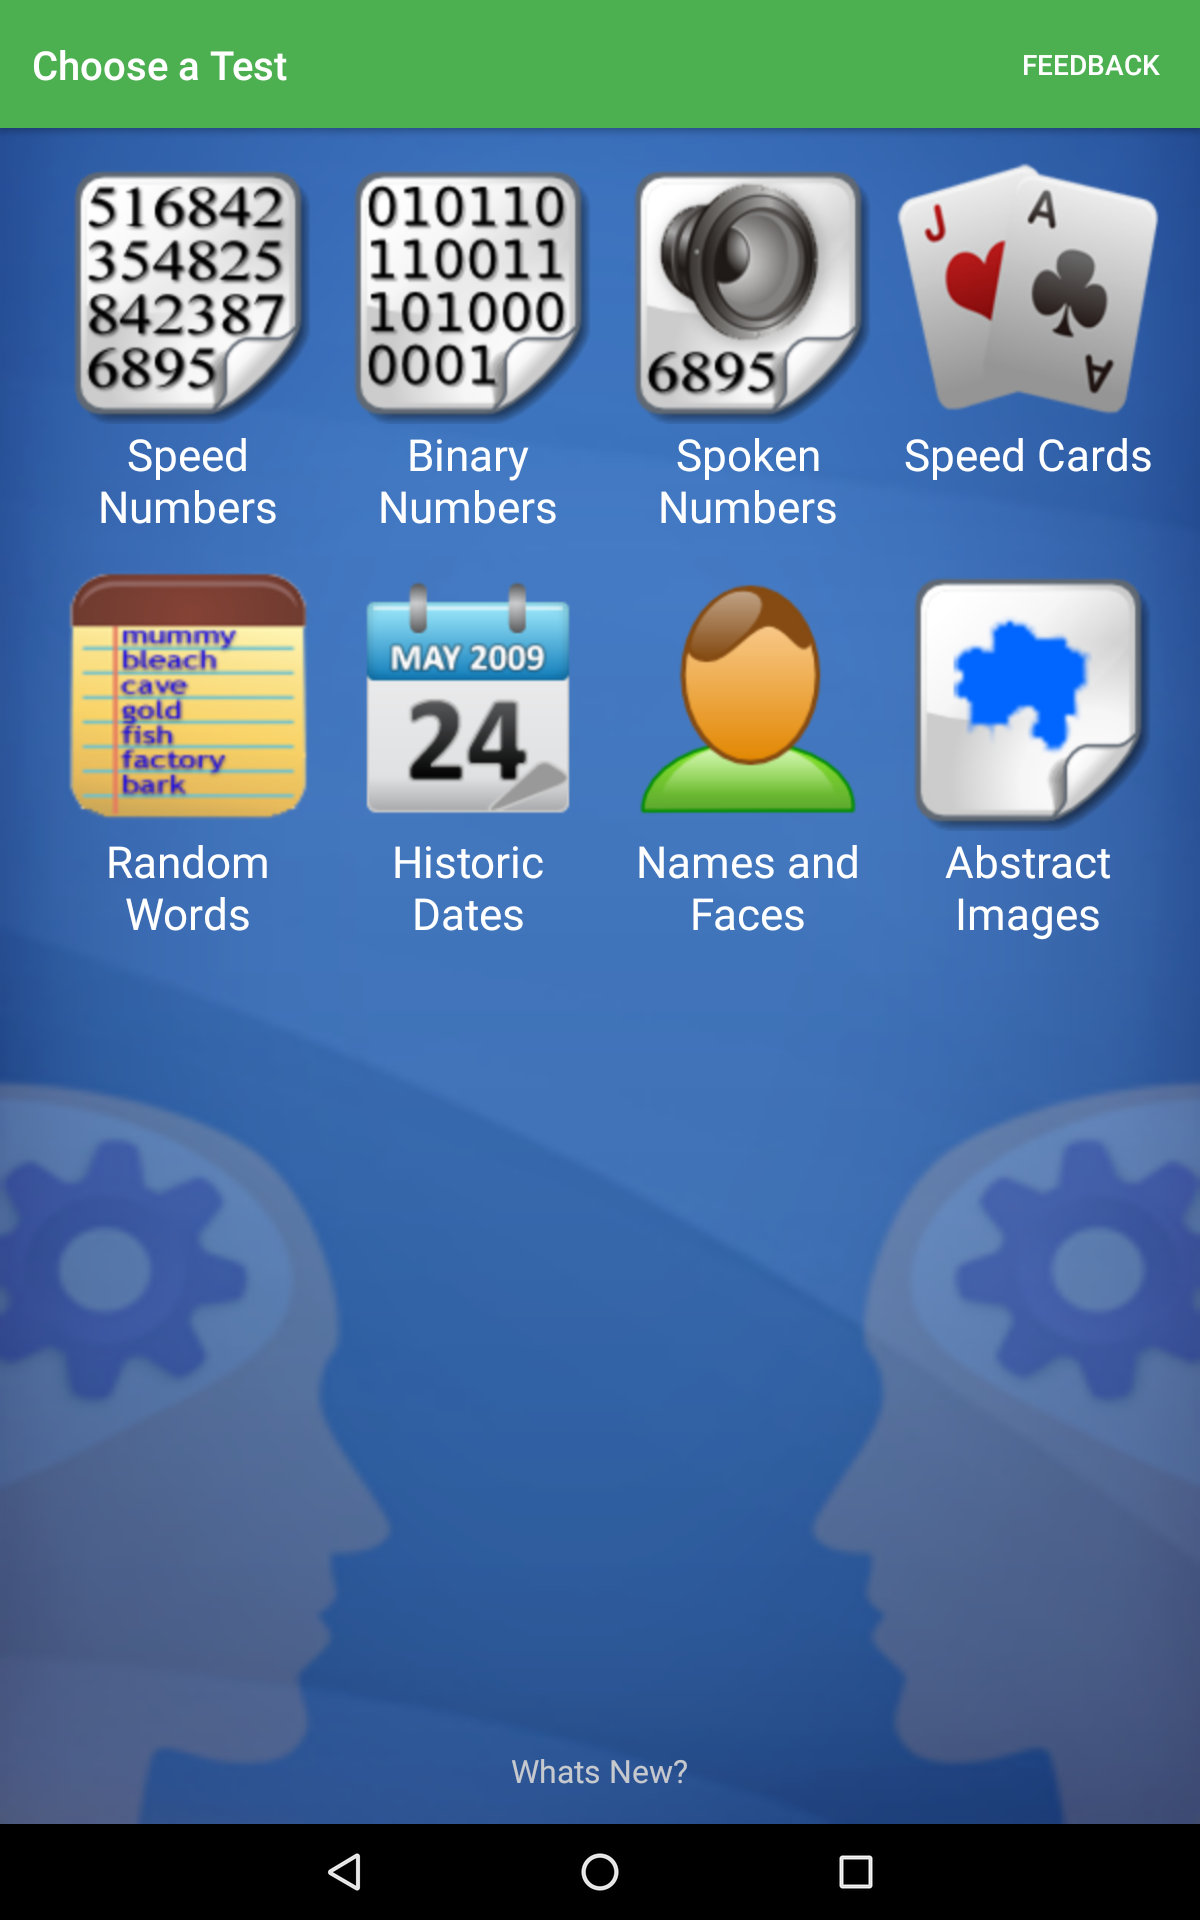 Choose a Test
FEEDBACK
516842
354825
842387
6895
010110
110011
101000
0001
6895
J
A
A
Speed
Numbers
Binary
Numbers
Spoken
Numbers
Speed Cards
mummy
bleach
cave
gold
fish
factory
bark
MAY 2009
24
Random
Words
Historic
Dates
Names and
Faces
Abstract
Images
Whats New?